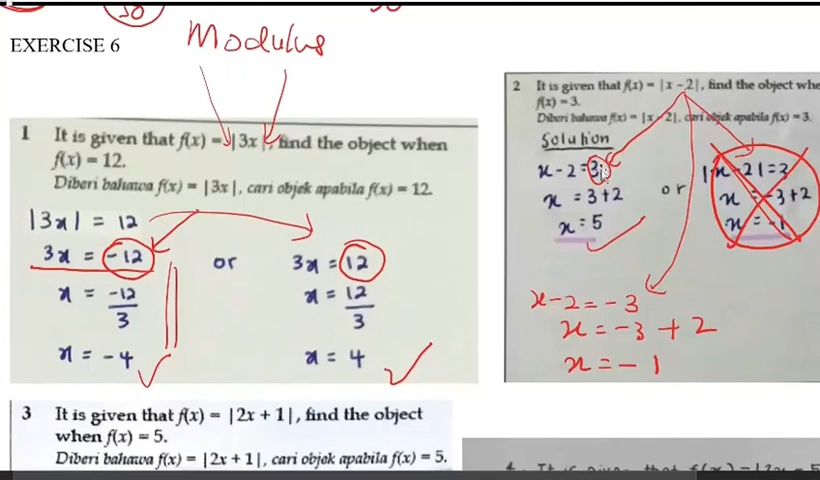 EXERCISE 6
Modulus
1 It is given that f(x) = |3x|, find the object when
f(x) = 12.
Diberi bahawa f(x) = |3x|, cari objek apabila f(x) = 12.
|3x| = 12
3x = -12 or 3x = 12
x = -12/3 x = 12/3
x = -4 x = 4
2 It is given that f(x) = |x - 2|, find the object
f(x) = 3.
Diberi bahawa f(x) = |x - 2|, cari objek apabila f(x) = 3.
Solution
x - 2 = 3 or |x - 2| = 3
x = 3 + 2 x = -3 + 2
x = 5 x = -1
x - 2 = -3
x = -3 + 2
x = -1
3 It is given that f(x) = |2x + 1|, find the object
when f(x) = 5.
Diberi bahawa f(x) = |2x + 1|, cari objek apabila f(x) = 5.